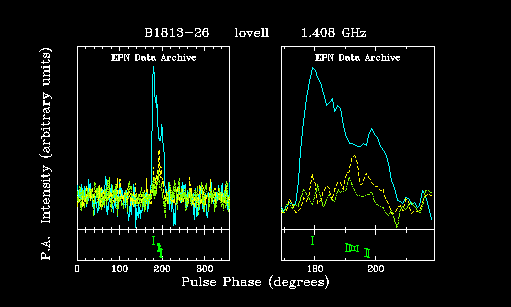 B1813-26 lovell 1.408 GHz
EPN Data Archive EPN Data Archive
P.A. Intensity (arbitrary units)
0 100 200 300 180 200
Pulse Phase (degrees)